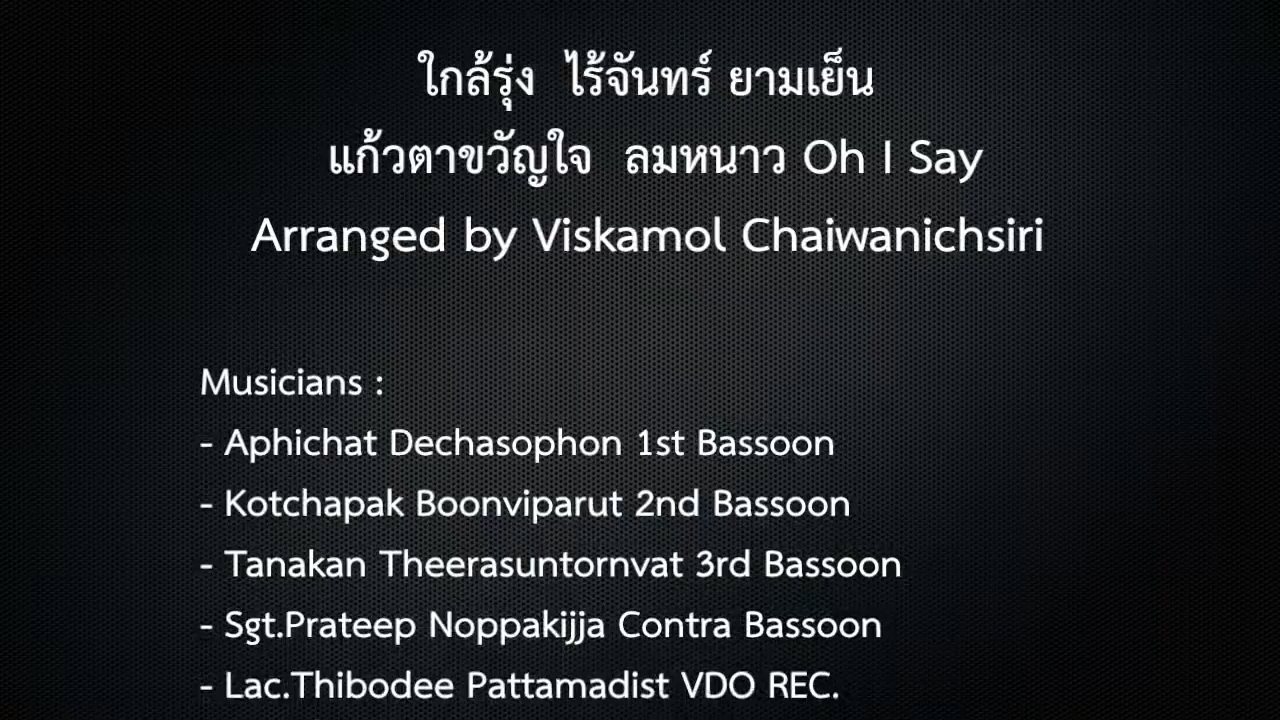 ใกล้รุ่ง ไร้จันทร์ ยามเย็น
แก้วตาขวัญใจ ลมหนาว Oh I Say
Arranged by Viskamol Chaiwanichsiri
Musicians :
- Aphichat Dechasophon 1st Bassoon
- Kotchapak Boonviparut 2nd Bassoon
- Tanakan Theerasuntornvat 3rd Bassoon
- Sgt.Prateep Noppakijja Contra Bassoon
- Lac.Thibodee Pattamadist VDO REC.